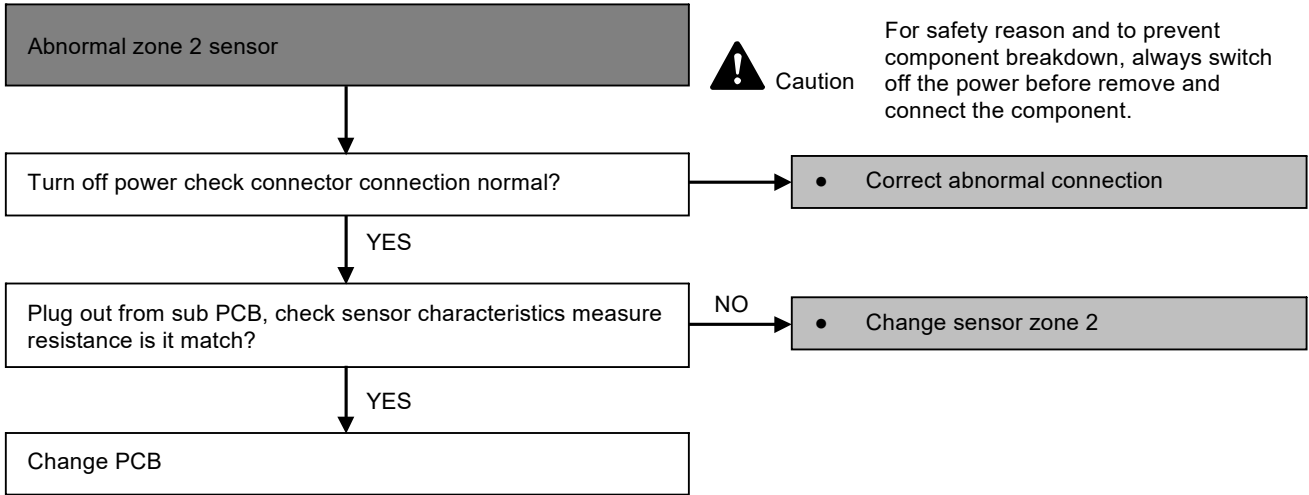 Abnormal zone 2 sensor
Caution
For safety reason and to prevent
component breakdown, always switch
off the power before remove and
connect the component.
Turn off power check connector connection normal?
● Correct abnormal connection
YES
Plug out from sub PCB, check sensor characteristics measure
resistance is it match?
NO
● Change sensor zone 2
YES
Change PCB